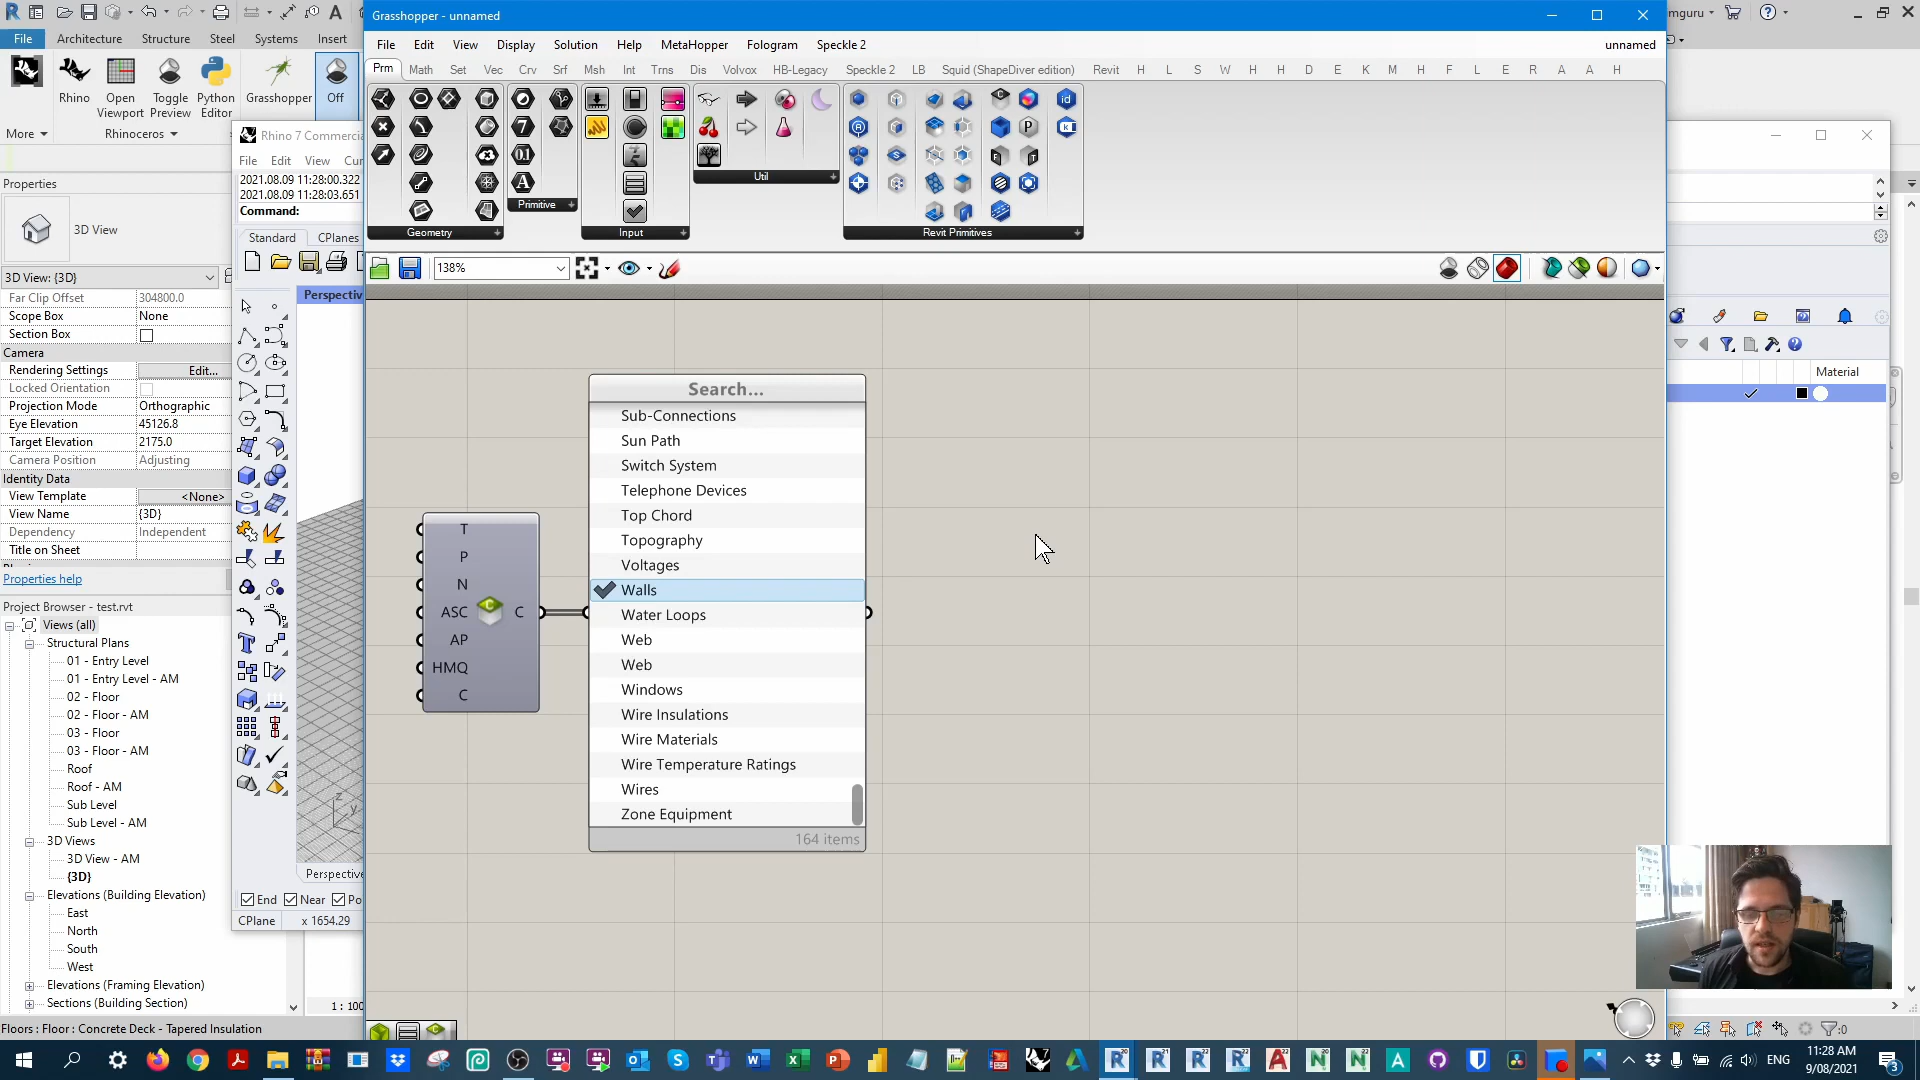 Grasshopper - unnamed
File Edit View Display Solution Help MetaHopper Fologram Speckle 2 unnamed
Prm Math Set Vec Crv Srf Msh Int Trns Dis Volvox HB-Legacy Speckle 2 LB Squid (ShapeDiver edition) Revit H L S W H H D E K M H F L E R A A H
File Architecture Structure Steel Systems Insert
Rhino
Open Viewport
Toggle Preview
Python Editor
Grasshopper
Off
More Rhinoceros
Geometry Primitive Input Util Revit Primitives
138%
Rhino 7 Commercia
File Edit View Cur
2021.08.09 11:28:00.322
2021.08.09 11:28:03.651
Command:
Standard CPlanes
Perspectiv
Properties
3D View
3D View: {3D}
Far Clip Offset 304800.0
Scope Box None
Section Box
Camera
Rendering Settings Edit...
Locked Orientation
Projection Mode Orthographic
Eye Elevation 45126.8
Target Elevation 2175.0
Camera Position Adjusting
Identity Data
View Template <None>
View Name {3D}
Dependency Independent
Title on Sheet
Properties help
Project Browser - test.rvt
Views (all)
Structural Plans
01 - Entry Level
01 - Entry Level - AM
02 - Floor
02 - Floor - AM
03 - Floor
03 - Floor - AM
Roof
Roof - AM
Sub Level
Sub Level - AM
3D Views
3D View - AM
{3D}
Elevations (Building Elevation)
East
North
South
West
Elevations (Framing Elevation)
Sections (Building Section)
Perspective
End Near Po
CPlane x 1654.29
1 : 100
Floors : Floor : Concrete Deck - Tapered Insulation
T
P
N
ASC C
AP
HMQ
C
Search...
Sub-Connections
Sun Path
Switch System
Telephone Devices
Top Chord
Topography
Voltages
Walls
Water Loops
Web
Web
Windows
Wire Insulations
Wire Materials
Wire Temperature Ratings
Wires
Zone Equipment
164 items
mguru
Material
:0
ENG
11:28 AM
9/08/2021
3